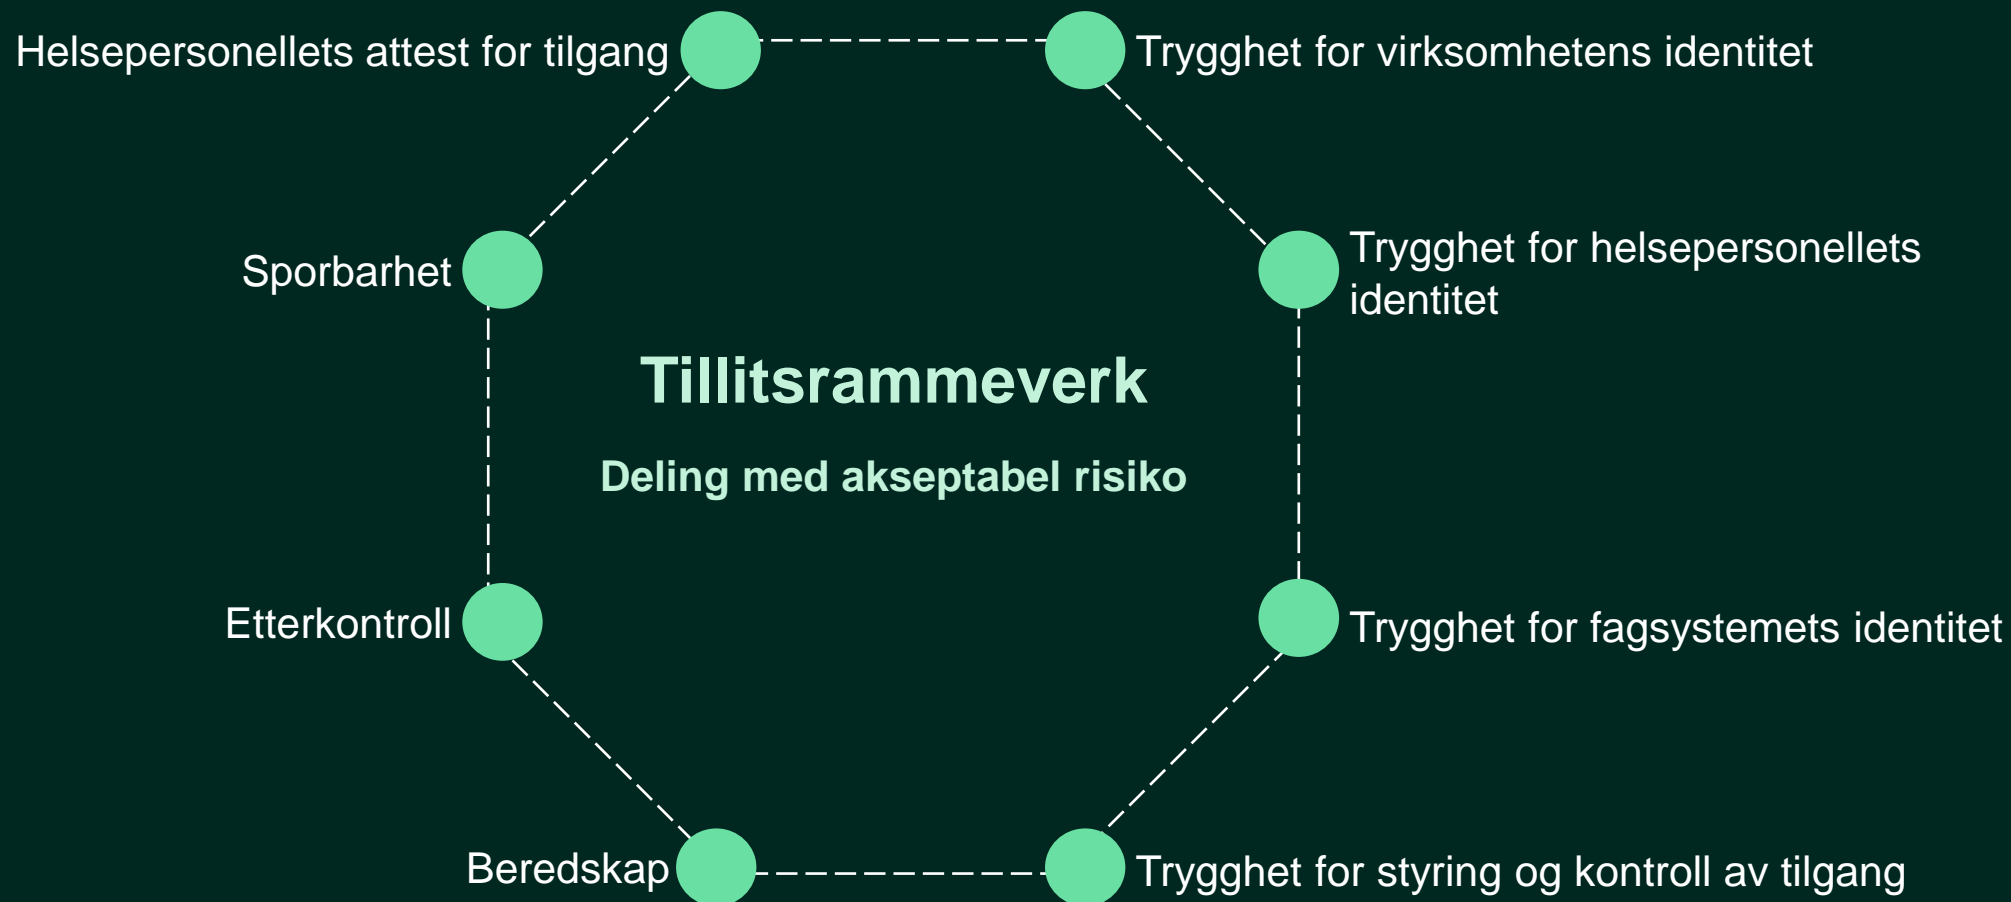 Helsepersonellets attest for tilgang
Trygghet for virksomhetens identitet
Sporbarhet
Trygghet for helsepersonellets
identitet
Tillitsrammeverk
Deling med akseptabel risiko
Etterkontroll
Trygghet for fagsystemets identitet
Beredskap
Trygghet for styring og kontroll av tilgang